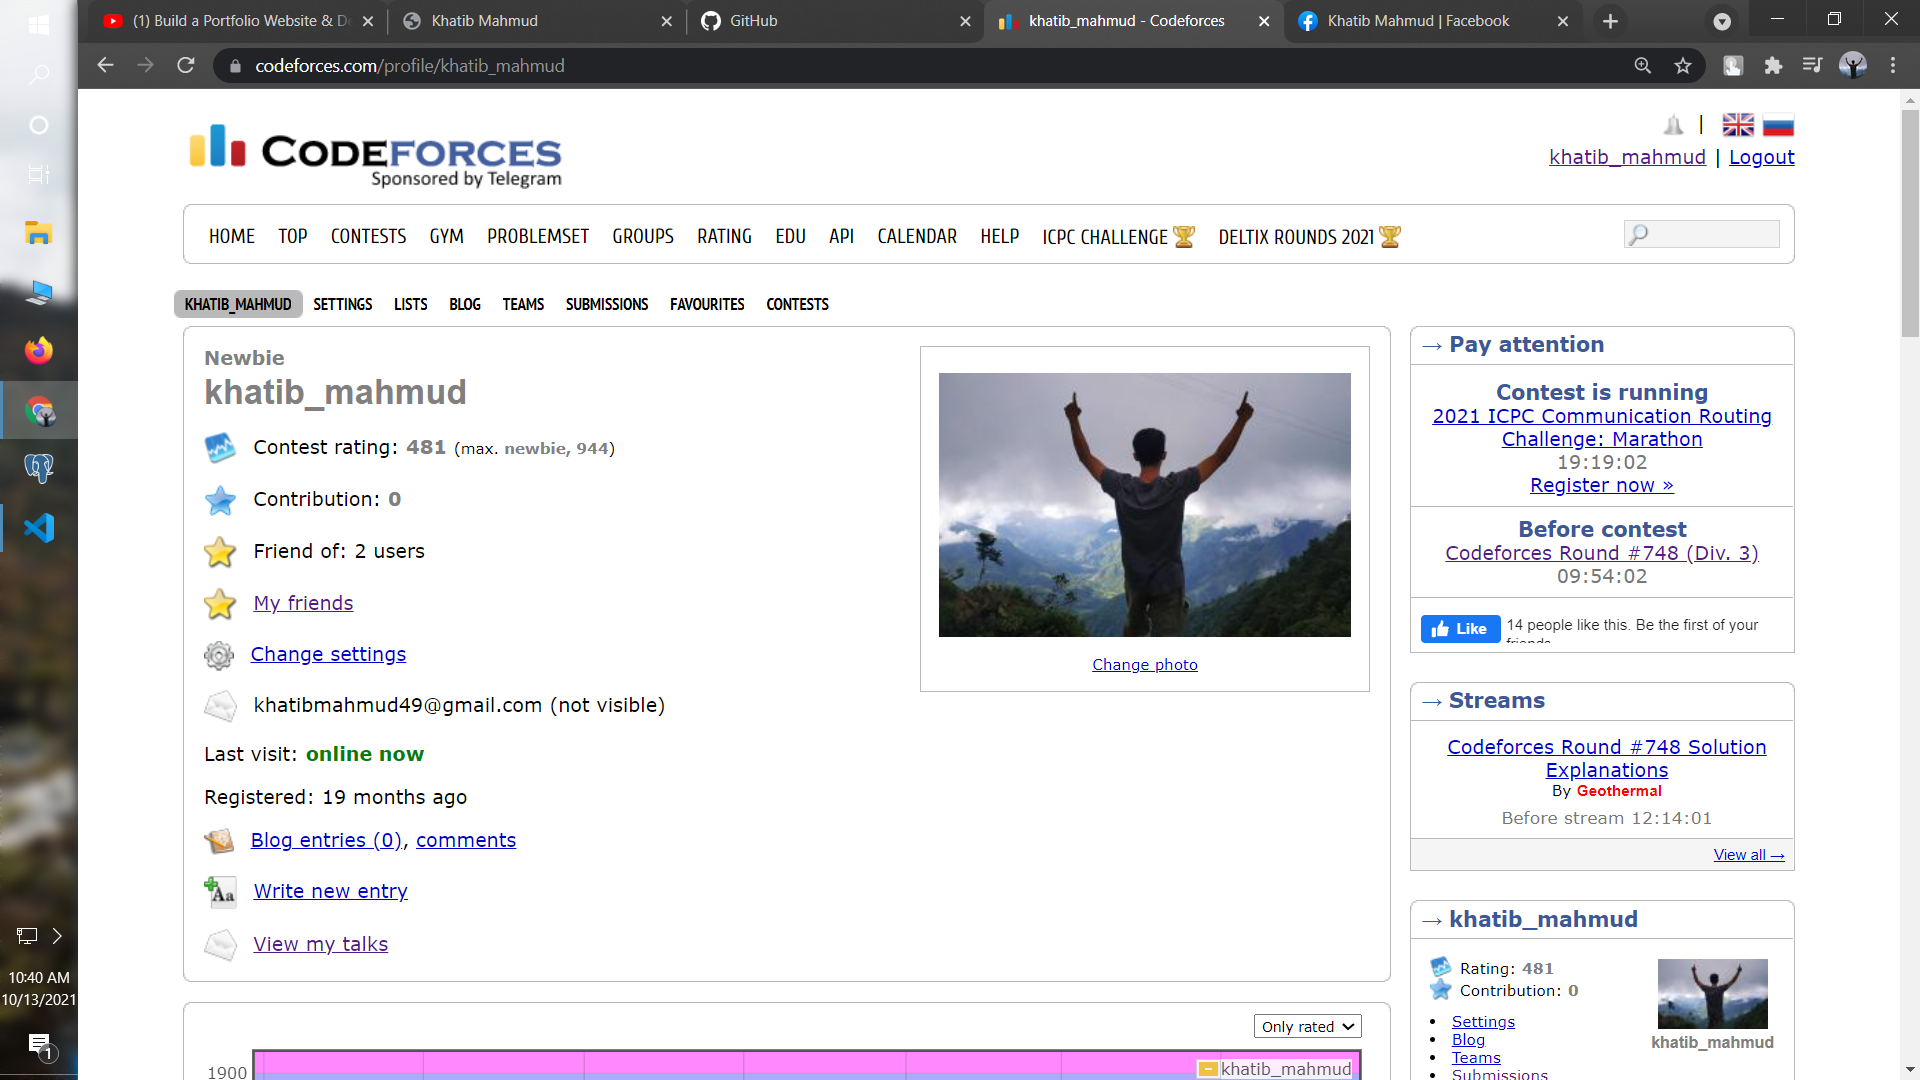 (1) Build a Portfolio Website & D
Khatib Mahmud
GitHub
khatib_mahmud - Codeforces
Khatib Mahmud | Facebook
codeforces.com/profile/khatib_mahmud
CODEFORCES
Sponsored by Telegram
|
khatib_mahmud | Logout
HOME TOP CONTESTS GYM PROBLEMSET GROUPS RATING EDU API CALENDAR HELP ICPC CHALLENGE DELTIX ROUNDS 2021
KHATIB_MAHMUD SETTINGS LISTS BLOG TEAMS SUBMISSIONS FAVOURITES CONTESTS
Newbie
khatib_mahmud
Contest rating: 481 (max. newbie, 944)
Contribution: 0
Friend of: 2 users
My friends
Change settings
khatibmahmud49@gmail.com (not visible)
Last visit: online now
Registered: 19 months ago
Blog entries (0), comments
Write new entry
View my talks
Change photo
→ Pay attention
Contest is running
2021 ICPC Communication Routing
Challenge: Marathon
19:19:02
Register now »
Before contest
Codeforces Round #748 (Div. 3)
09:54:02
Like
14 people like this. Be the first of your
friends.
→ Streams
Codeforces Round #748 Solution
Explanations
By Geothermal
Before stream 12:14:01
View all →
→ khatib_mahmud
Rating: 481
Contribution: 0
Settings
Blog
Teams
Submissions
khatib_mahmud
Only rated
1900
khatib_mahmud
10:40 AM
10/13/2021
1
Aa